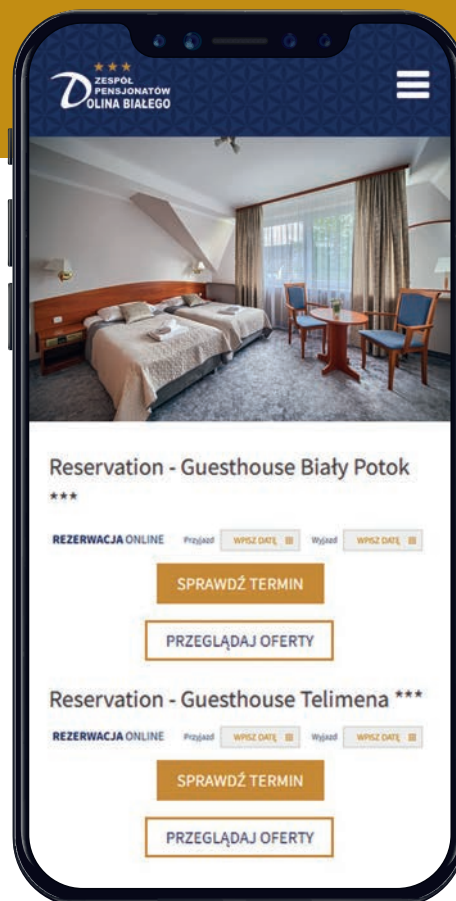 ★★★
ZESPÓŁ
PENSJONATÓW
DOLINA BIAŁEGO
Reservation - Guesthouse Biały Potok
***
REZERWACJA ONLINE Przyjazd WPISZ DATĘ Wyjazd WPISZ DATĘ
SPRAWDŹ TERMIN
PRZEGLĄDAJ OFERTY
Reservation - Guesthouse Telimena ***
REZERWACJA ONLINE Przyjazd WPISZ DATĘ Wyjazd WPISZ DATĘ
SPRAWDŹ TERMIN
PRZEGLĄDAJ OFERTY